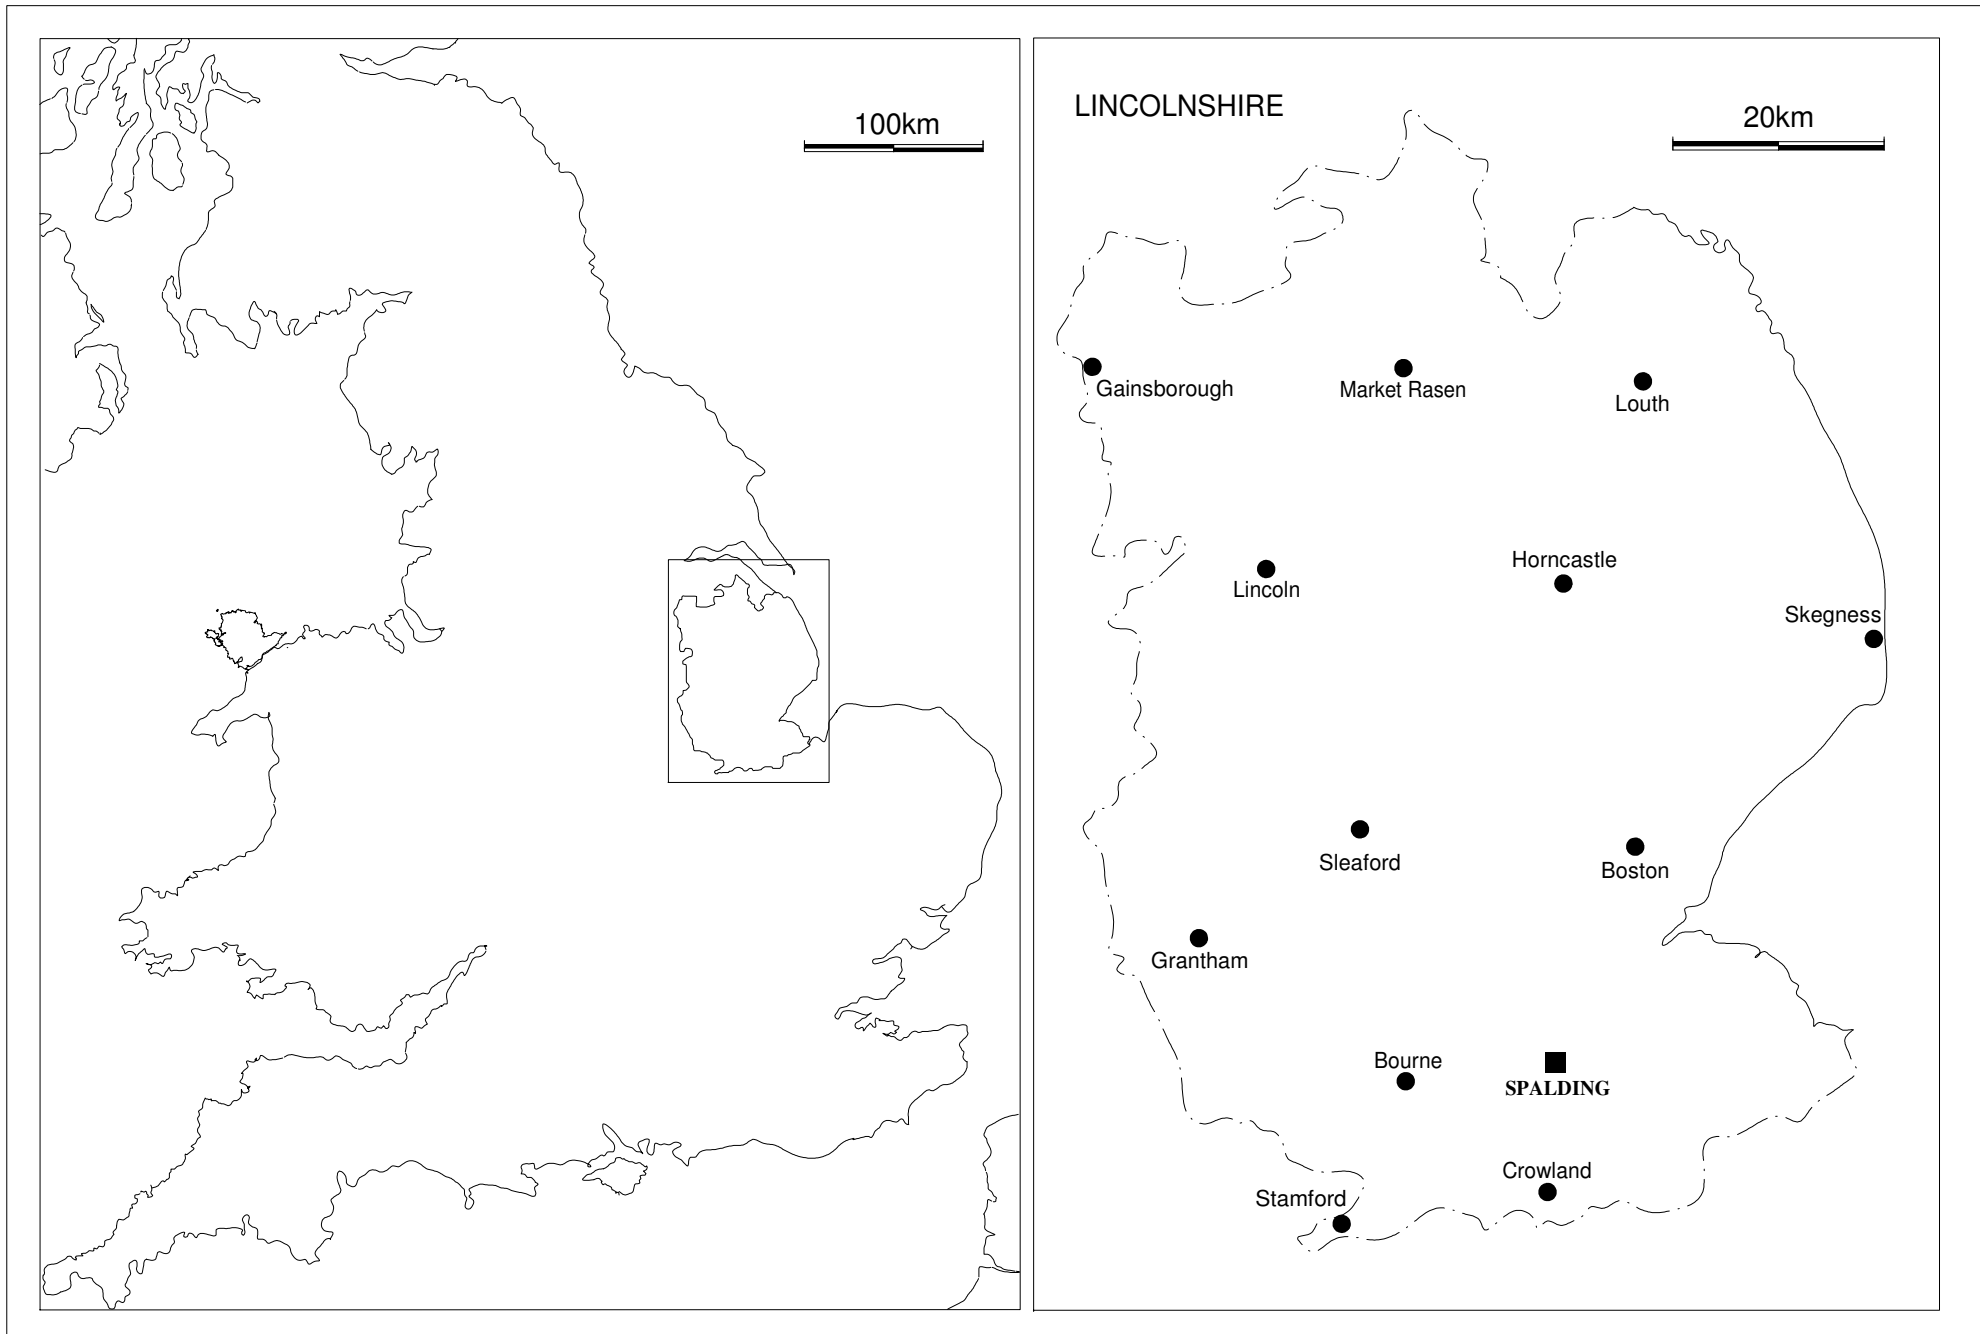 100km
LINCOLNSHIRE
20km
Gainsborough
Market Rasen
Louth
Horncastle
Lincoln
Skegness
Sleaford
Boston
Grantham
Bourne
SPALDING
Crowland
Stamford